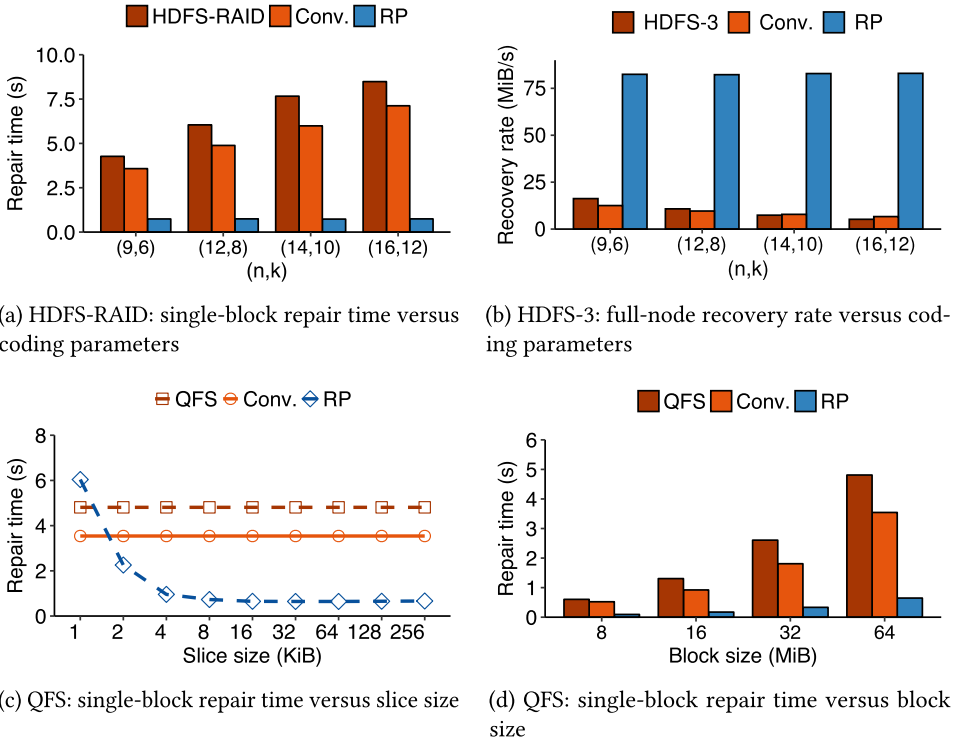 HDFS-RAID Conv. RP
Repair time (s)
10.0
7.5
5.0
2.5
0.0
(9,6) (12,8) (14,10) (16,12)
(n,k)
(a) HDFS-RAID: single-block repair time versus
coding parameters
HDFS-3 Conv. RP
Recovery rate (MiB/s)
75
50
25
0
(9,6) (12,8) (14,10) (16,12)
(n,k)
(b) HDFS-3: full-node recovery rate versus cod-
ing parameters
QFS Conv. RP
Repair time (s)
8
6
4
2
0
1 2 4 8 16 32 64 128 256
Slice size (KiB)
(c) QFS: single-block repair time versus slice size
QFS Conv. RP
Repair time (s)
6
5
4
3
2
1
0
8 16 32 64
Block size (MiB)
(d) QFS: single-block repair time versus block
size